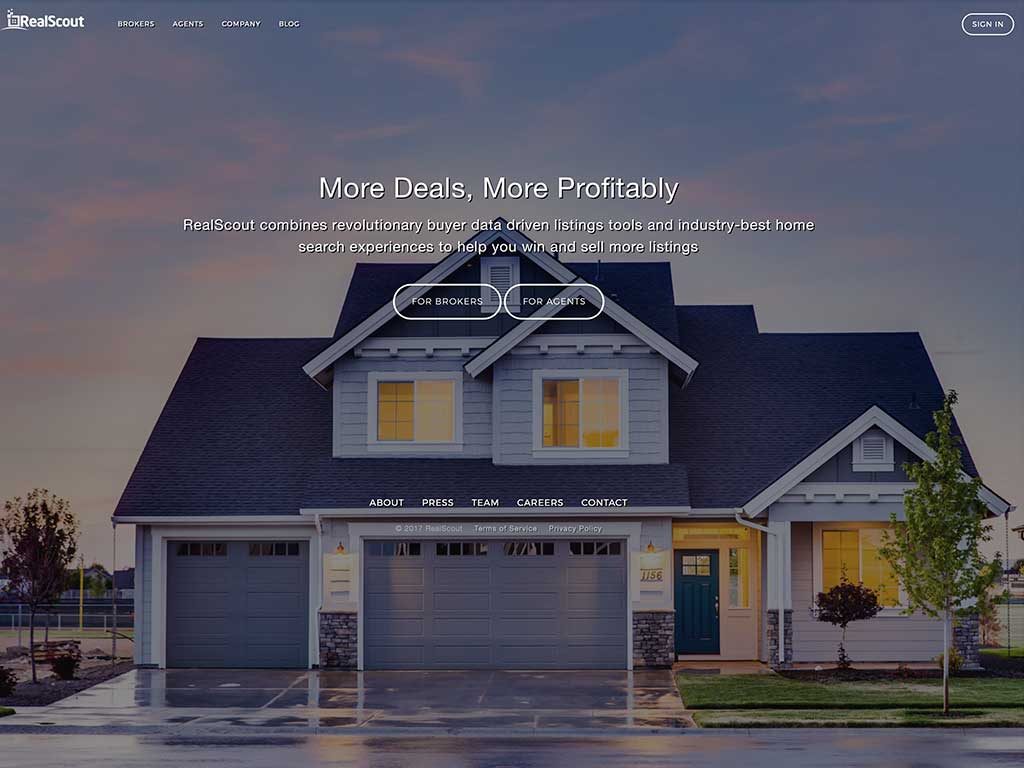 RealScout
BROKERS AGENTS COMPANY BLOG
SIGN IN
More Deals, More Profitably
RealScout combines revolutionary buyer data driven listings tools and industry-best home
search experiences to help you win and sell more listings
FOR BROKERS FOR AGENTS
ABOUT PRESS TEAM CAREERS CONTACT
© 2017 RealScout Terms of Service Privacy Policy
1156